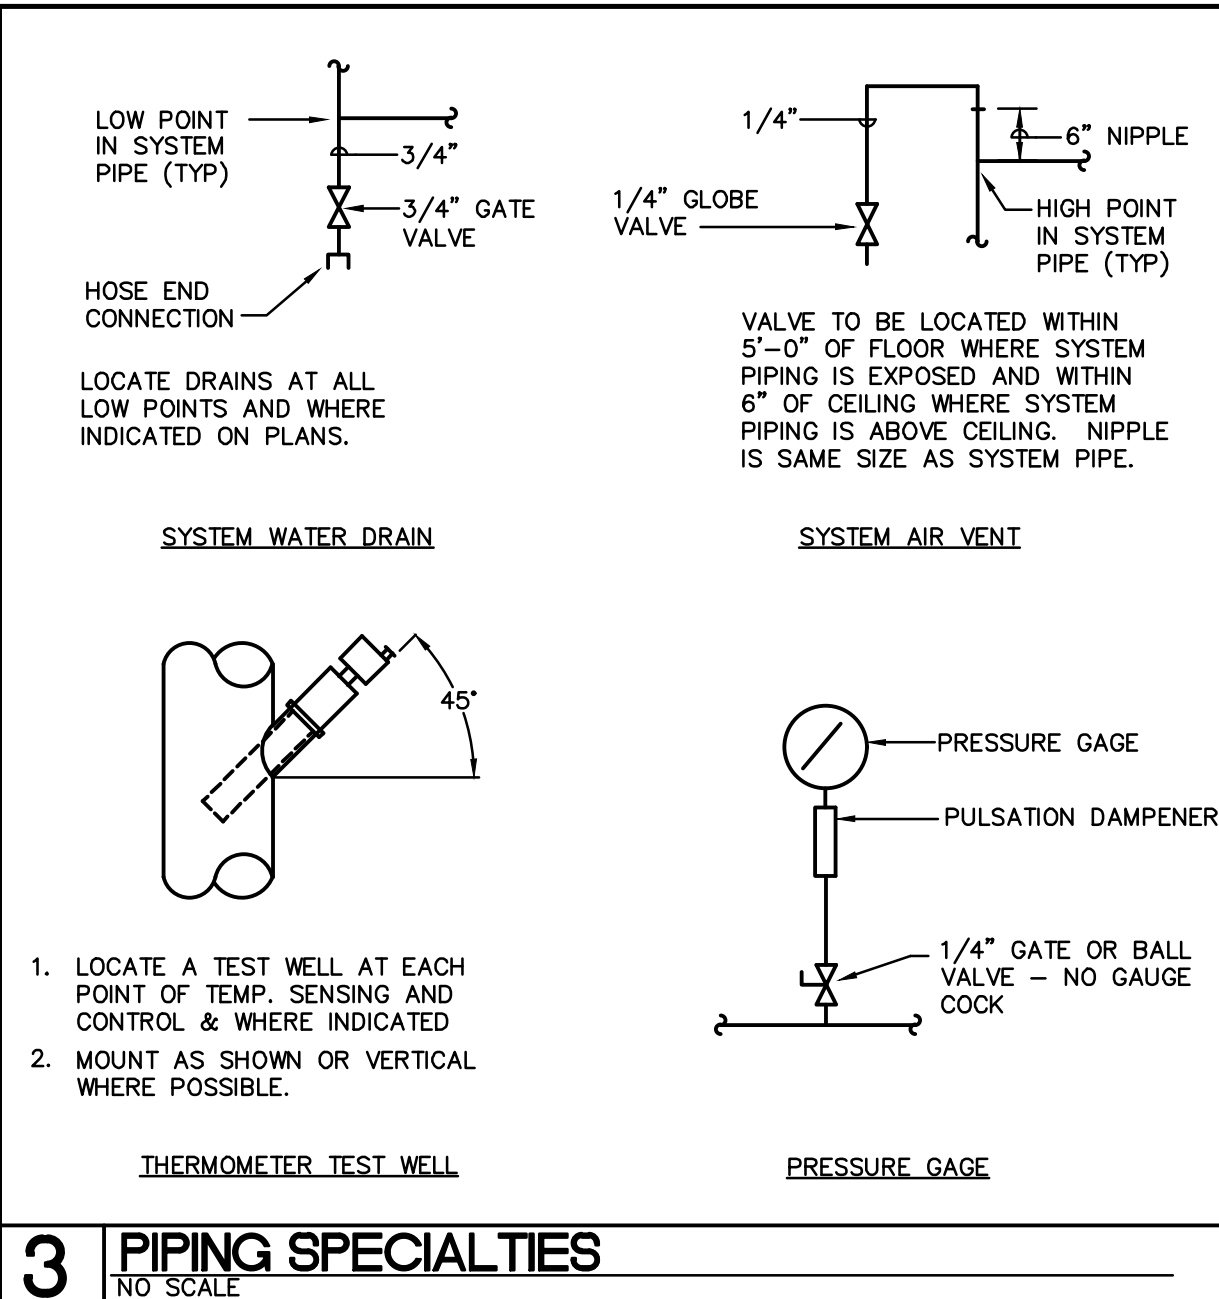 LOW POINT
IN SYSTEM
PIPE (TYP)
3/4”
3/4” GATE
VALVE
HOSE END
CONNECTION
LOCATE DRAINS AT ALL
LOW POINTS AND WHERE
INDICATED ON PLANS.
SYSTEM WATER DRAIN
1/4”
6” NIPPLE
1/4” GLOBE
VALVE
HIGH POINT
IN SYSTEM
PIPE (TYP)
VALVE TO BE LOCATED WITHIN
5’–0” OF FLOOR WHERE SYSTEM
PIPING IS EXPOSED AND WITHIN
6” OF CEILING WHERE SYSTEM
PIPING IS ABOVE CEILING. NIPPLE
IS SAME SIZE AS SYSTEM PIPE.
SYSTEM AIR VENT
45°
1. LOCATE A TEST WELL AT EACH
POINT OF TEMP. SENSING AND
CONTROL & WHERE INDICATED
2. MOUNT AS SHOWN OR VERTICAL
WHERE POSSIBLE.
THERMOMETER TEST WELL
PRESSURE GAGE
PULSATION DAMPENER
1/4” GATE OR BALL
VALVE – NO GAUGE
COCK
PRESSURE GAGE
3 PIPING SPECIALTIES
NO SCALE